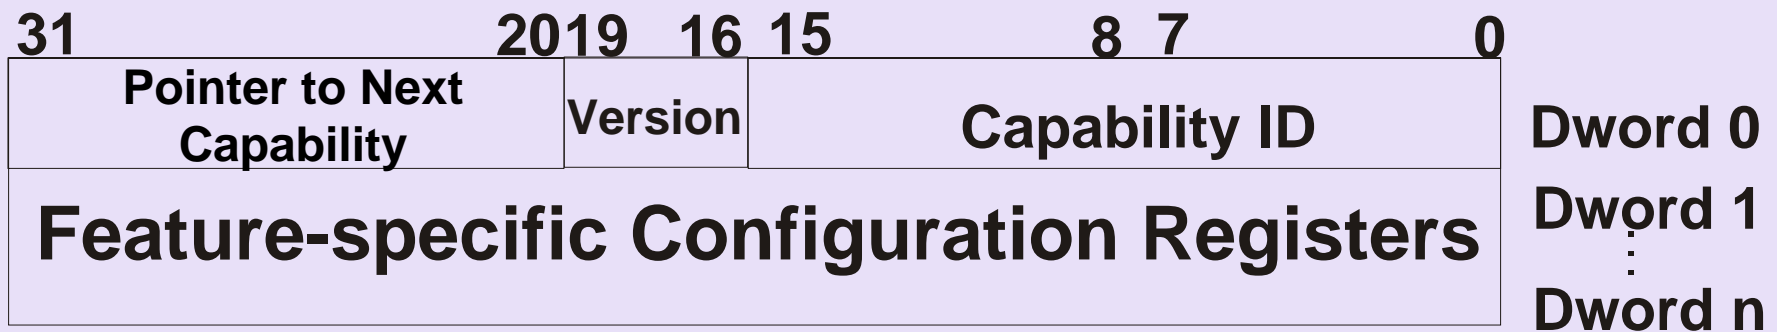 31 2019 16 15 8 7 0
Pointer to Next
Capability
Version
Capability ID
Dword 0
Feature-specific Configuration Registers
Dword 1
Dword n